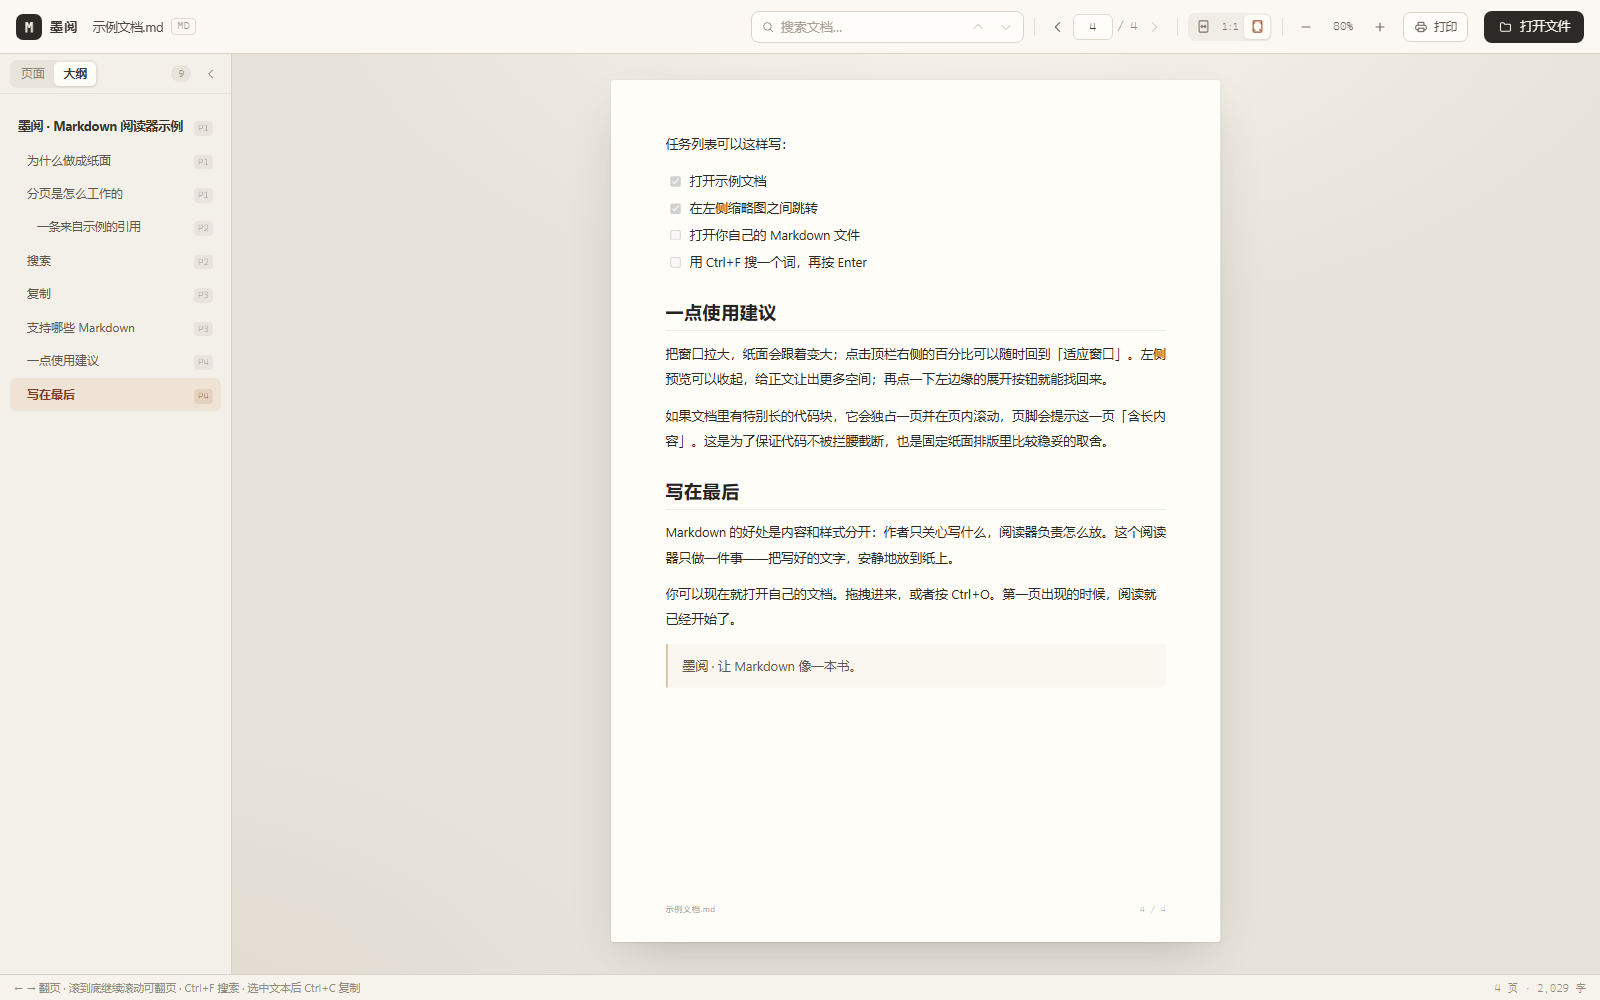 M 墨阅 示例文档.md MD
搜索文档...
4 / 4
1:1
80%
打印
打开文件
页面 大纲 9
墨阅 · Markdown 阅读器示例 P1
为什么做成纸面 P1
分页是怎么工作的 P1
一条来自示例的引用 P2
搜索 P2
复制 P3
支持哪些 Markdown P3
一点使用建议 P4
写在最后 P4
任务列表可以这样写：
打开示例文档
在左侧缩略图之间跳转
打开你自己的 Markdown 文件
用 Ctrl+F 搜一个词，再按 Enter
一点使用建议
把窗口拉大，纸面会跟着变大；点击顶栏右侧的百分比可以随时回到「适应窗口」。左侧
预览可以收起，给正文让出更多空间；再点一下左边缘的展开按钮就能找回来。
如果文档里有特别长的代码块，它会独占一页并在页内滚动，页脚会提示这一页「含长内
容」。这是为了保证代码不被拦腰截断，也是固定纸面排版里比较稳妥的取舍。
写在最后
Markdown 的好处是内容和样式分开：作者只关心写什么，阅读器负责怎么放。这个阅读
器只做一件事——把写好的文字，安静地放到纸上。
你可以现在就打开自己的文档。拖拽进来，或者按 Ctrl+O。第一页出现的时候，阅读就
已经开始了。
墨阅 · 让 Markdown 像一本书。
示例文档.md 4 / 4
← → 翻页 · 滚到底继续滚动可翻页 · Ctrl+F 搜索 · 选中文本后 Ctrl+C 复制
4 页 · 2,029 字